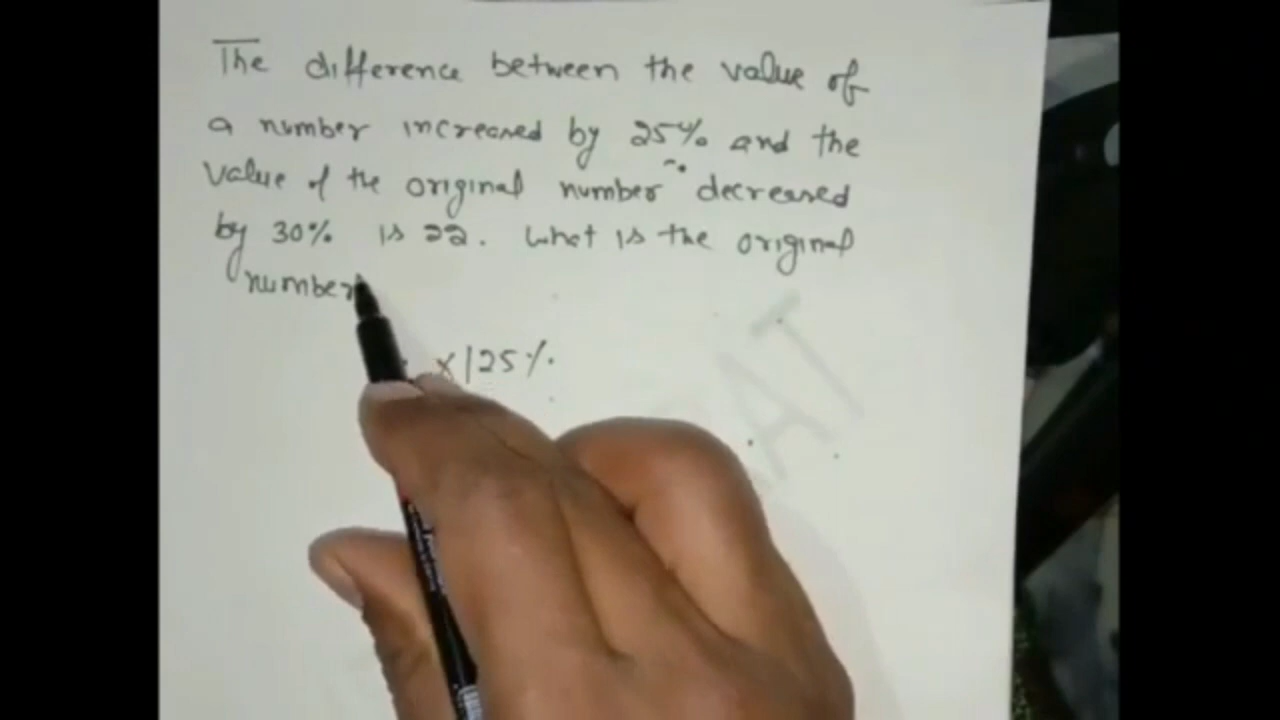 The difference between the value of
a number increased by 25% and the
value of the original number decreased
by 30% is 22. What is the original
number
x 125%